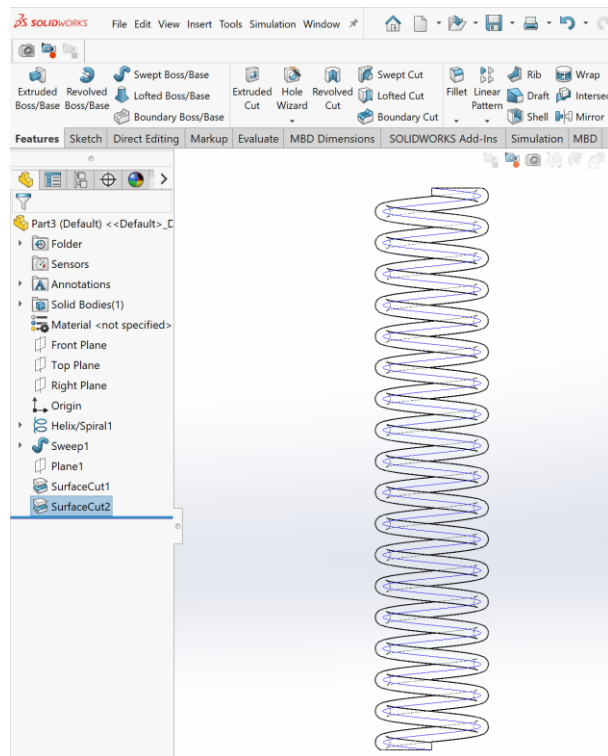 SOLIDWORKS File Edit View Insert Tools Simulation Window
Extruded Boss/Base Revolved Boss/Base Swept Boss/Base Lofted Boss/Base Boundary Boss/Base Extruded Cut Hole Wizard Revolved Cut Swept Cut Lofted Cut Boundary Cut Fillet Linear Pattern Rib Draft Shell Wrap Intersec Mirror
Features Sketch Direct Editing Markup Evaluate MBD Dimensions SOLIDWORKS Add-Ins Simulation MBD
Part3 (Default) <<Default>_D
Folder
Sensors
Annotations
Solid Bodies(1)
Material <not specified>
Front Plane
Top Plane
Right Plane
Origin
Helix/Spiral1
Sweep1
Plane1
SurfaceCut1
SurfaceCut2